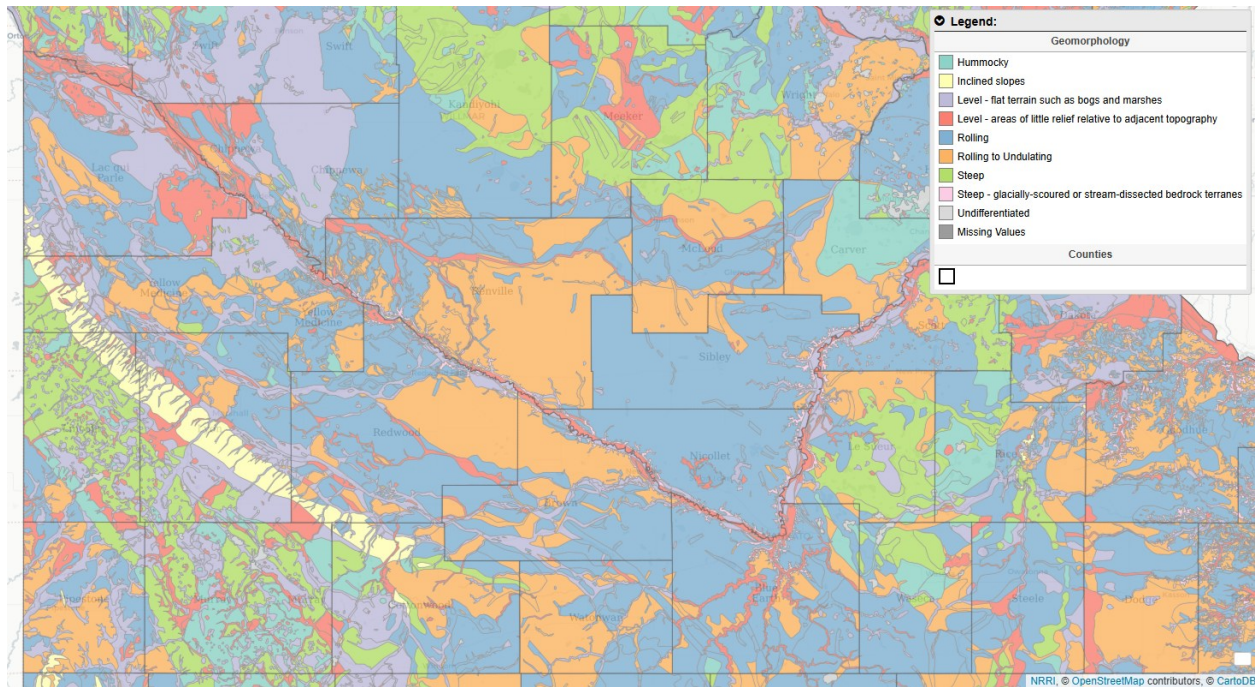 Legend:
Geomorphology
Hummocky
Inclined slopes
Level - flat terrain such as bogs and marshes
Level - areas of little relief relative to adjacent topography
Rolling
Rolling to Undulating
Steep
Steep - glacially-scoured or stream-dissected bedrock terranes
Undifferentiated
Missing Values
Counties
Swift
Swift
Kandiyohi
Meeker
Wright
Lac qui
Parle
Chippewa
Chippewa
McLeod
Carver
Yellow
Medicine
Yellow
Medicine
Renville
Scott
Sibley
Redwood
Nicollet
Le Sueur
Rice
Brown
Murray
Cottonwood
Watonwan
Blue
Earth
Waseca
Steele
Dodge
NRRI, © OpenStreetMap contributors, © CartoDB